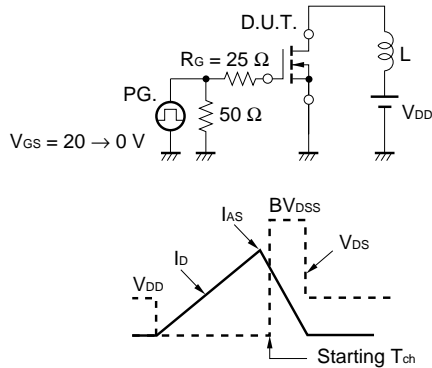 D.U.T.
RG = 25 Ω
L
PG.
50 Ω
VDD
VGS = 20 → 0 V
BVDSS
IAS
ID
VDS
VDD
Starting Tch